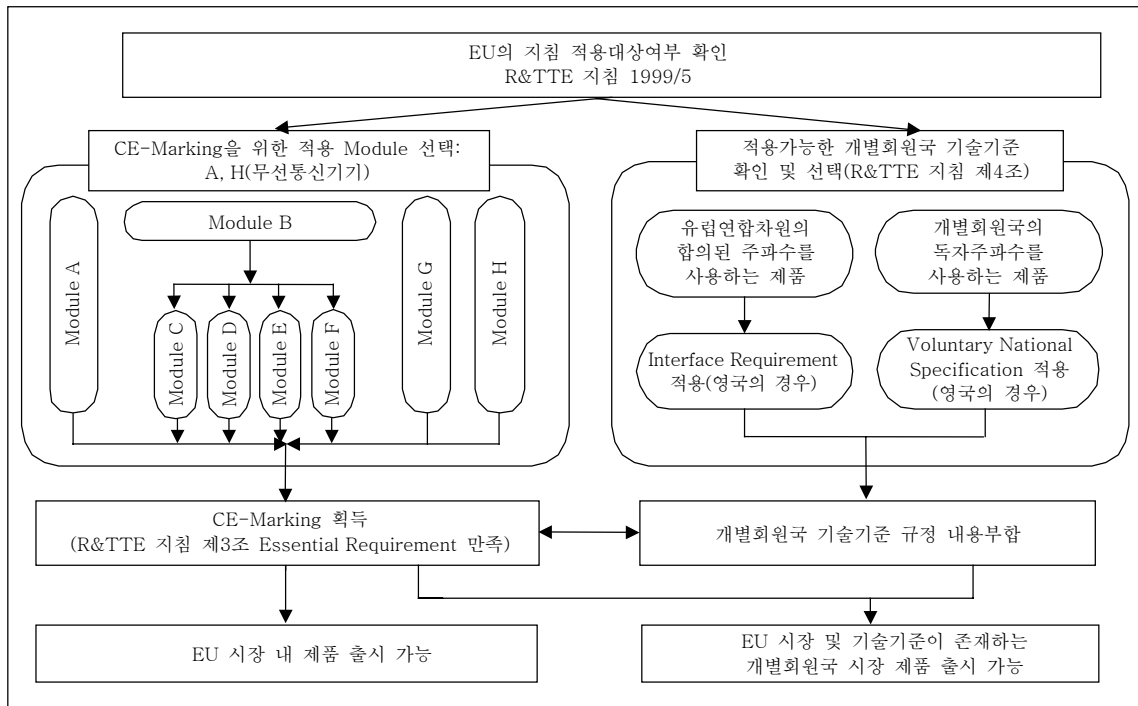 EU의 지침 적용대상여부 확인
R&TTE 지침 1999/5
CE-Marking을 위한 적용 Module 선택:
A, H(무선통신기기)
Module A
Module B
Module C
Module D
Module E
Module F
Module G
Module H
적용가능한 개별회원국 기술기준
확인 및 선택(R&TTE 지침 제4조)
유럽연합차원의
합의된 주파수를
사용하는 제품
개별회원국의
독자주파수를
사용하는 제품
Interface Requirement
적용(영국의 경우)
Voluntary National
Specification 적용
(영국의 경우)
CE-Marking 획득
(R&TTE 지침 제3조 Essential Requirement 만족)
개별회원국 기술기준 규정 내용부합
EU 시장 내 제품 출시 가능
EU 시장 및 기술기준이 존재하는
개별회원국 시장 제품 출시 가능